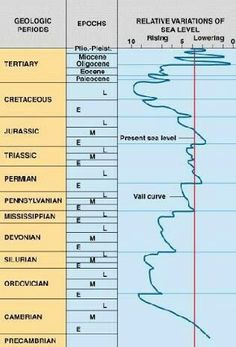 GEOLOGIC
PERIODS
EPOCHS
RELATIVE VARIATIONS OF
SEA LEVEL
Rising
Lowering
10
5
0
TERTIARY
Plio.-Pleist.
Miocene
Oligocene
Eocene
Paleocene
CRETACEOUS
L
E
JURASSIC
L
M
E
Present sea level
TRIASSIC
L
M
E
PERMIAN
L
E
PENNSYLVANIAN
L
M
E
Vail curve
MISSISSIPPIAN
L
E
DEVONIAN
L
M
E
SILURIAN
L
M
E
ORDOVICIAN
L
M
E
CAMBRIAN
L
M
E
PRECAMBRIAN